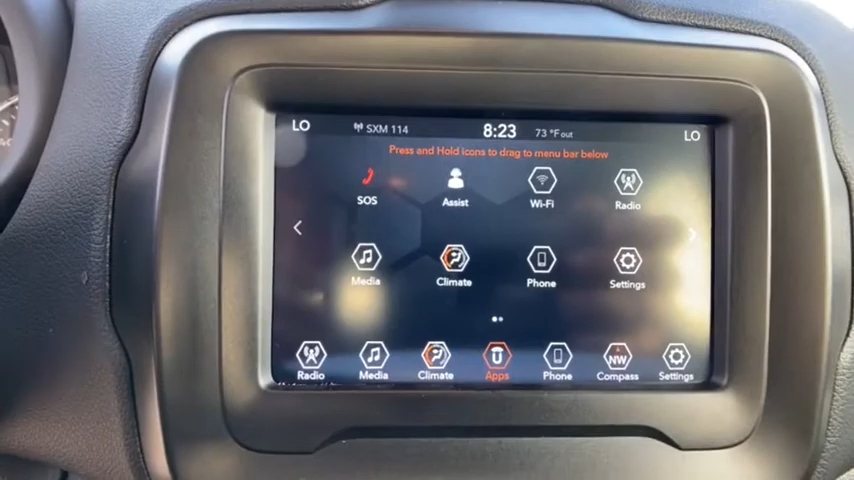 LO SXM 114 8:23 73 °F out LO
Press and Hold icons to drag to menu bar below
SOS Assist Wi-Fi Radio
Media Climate Phone Settings
NW
Radio Media Climate Apps Phone Compass Settings